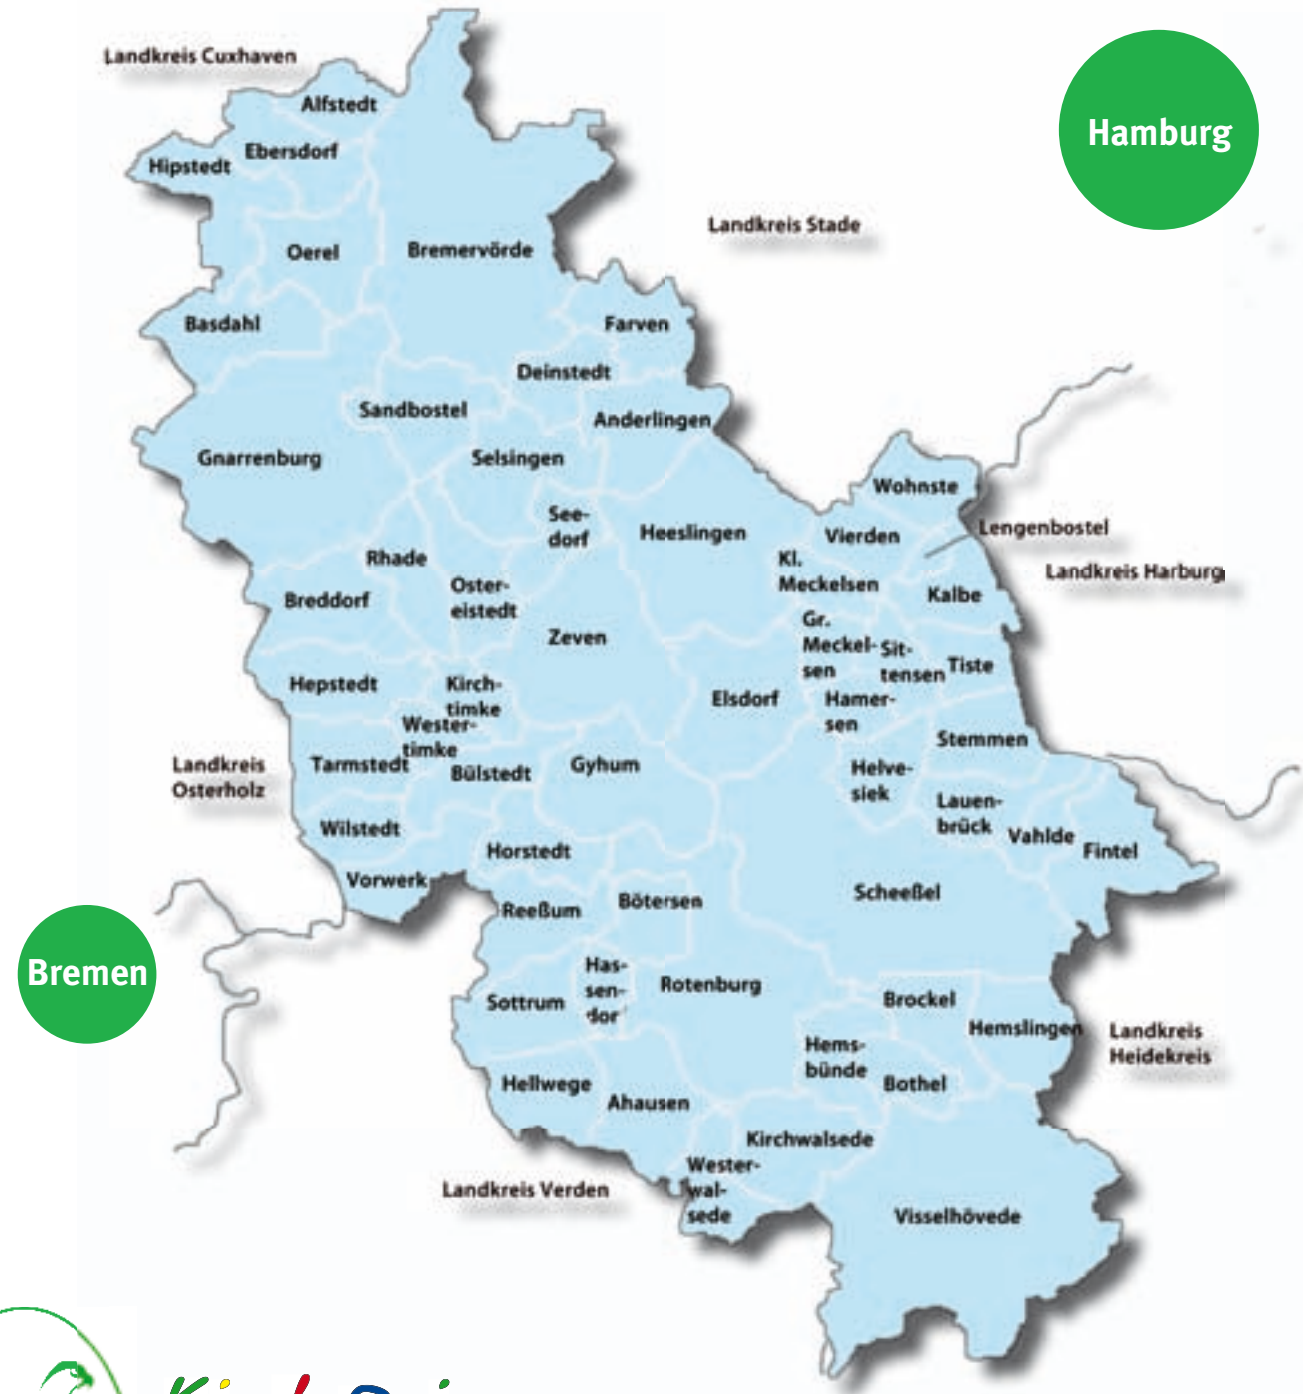 Landkreis Cuxhaven
Hamburg
Alfstedt
Ebersdorf
Hipstedt
Landkreis Stade
Oerel
Bremervörde
Basdahl
Farven
Deinstedt
Sandbostel
Anderlingen
Gnarrenburg
Selsingen
Wohnste
See-
dorf
Heeslingen
Vierden
Lengenbostel
Rhade
Kl.
Meckelsen
Landkreis Harburg
Breddorf
Oster-
eistedt
Kalbe
Zeven
Gr.
Meckel-
sen
Sit-
tensen
Tiste
Hepstedt
Kirch-
timke
Elsdorf
Hamer-
sen
Wester-
timke
Stemmen
Landkreis
Osterholz
Tarmstedt
Bülstedt
Gyhum
Helve-
siek
Lauen-
brück
Wilstedt
Vahlde
Fintel
Horstedt
Vorwerk
Scheeßel
Reeßum
Bötersen
Bremen
Has-
sen-
dor
Sottrum
Rotenburg
Brockel
Hemslingen
Landkreis
Heidekreis
Hems-
bünde
Hellwege
Bothel
Ahausen
Kirchwalsede
Wester-
wal-
sede
Landkreis Verden
Visselhövede